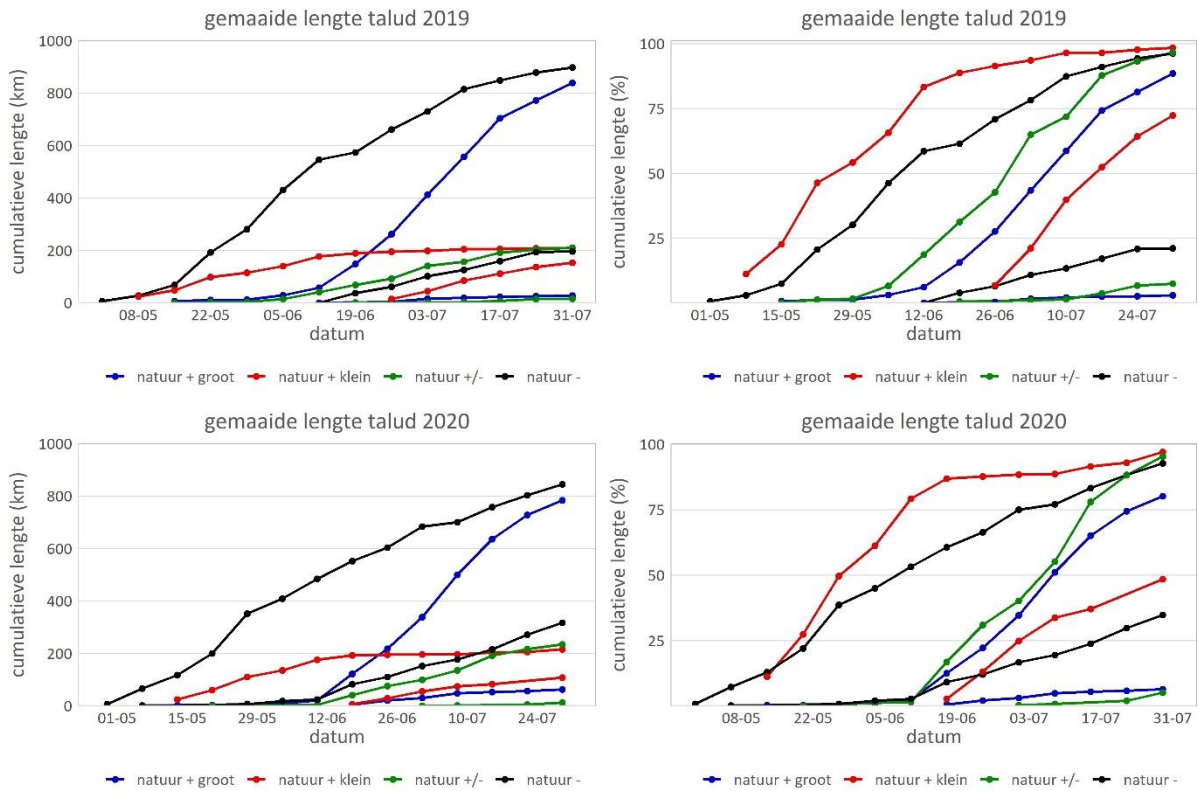 gemaaide lengte talud 2019
cumulatieve lengte (km)
1000
800
600
400
200
0
08-05 22-05 05-06 19-06 03-07 17-07 31-07
datum
natuur + groot natuur + klein natuur +/- natuur -
gemaaide lengte talud 2019
cumulatieve lengte (%)
100
75
50
25
01-05 15-05 29-05 12-06 26-06 10-07 24-07
datum
natuur + groot natuur + klein natuur +/- natuur -
gemaaide lengte talud 2020
cumulatieve lengte (km)
1000
800
600
400
200
0
01-05 15-05 29-05 12-06 26-06 10-07 24-07
datum
natuur + groot natuur + klein natuur +/- natuur -
gemaaide lengte talud 2020
cumulatieve lengte (%)
100
75
50
25
08-05 22-05 05-06 19-06 03-07 17-07 31-07
datum
natuur + groot natuur + klein natuur +/- natuur -